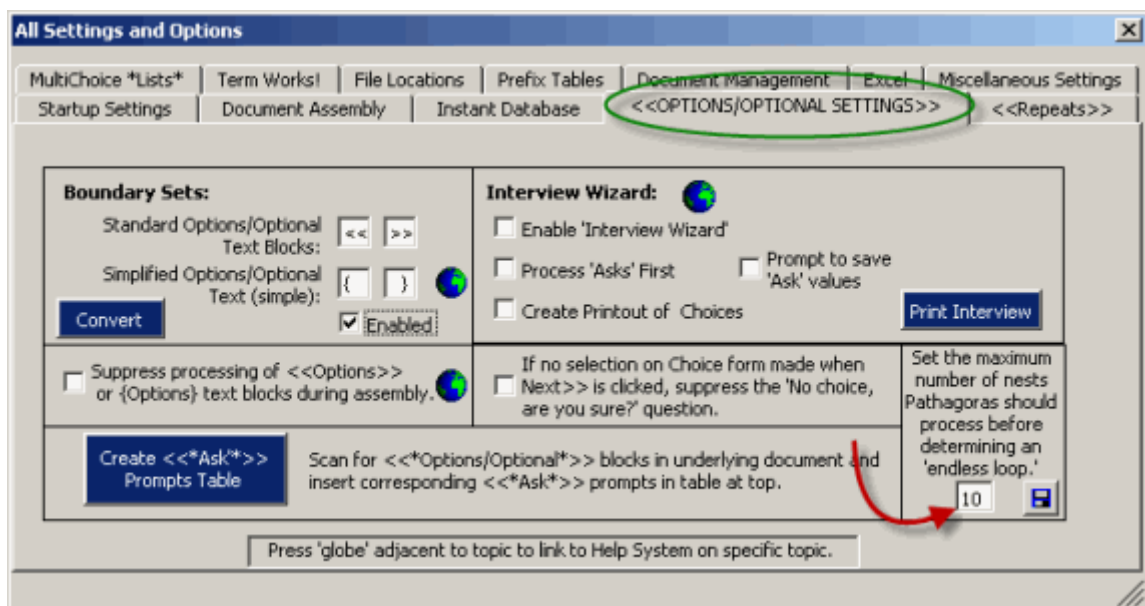 All Settings and Options
MultiChoice *Lists*
Term Works!
File Locations
Prefix Tables
Document Management
Excel
Miscellaneous Settings
Startup Settings
Document Assembly
Instant Database
<<OPTIONS/OPTIONAL SETTINGS>>
<<Repeats>>
Boundary Sets:
Standard Options/Optional
Text Blocks:
<< >>
Simplified Options/Optional
Text (simple):
{ }
Convert
Enabled
Interview Wizard:
Enable 'Interview Wizard'
Process 'Asks' First
Prompt to save
'Ask' values
Create Printout of Choices
Print Interview
Suppress processing of <<Options>>
or {Options} text blocks during assembly.
If no selection on Choice form made when
Next>> is clicked, suppress the 'No choice,
are you sure?' question.
Set the maximum
number of nests
Pathagoras should
process before
determining an
'endless loop.'
10
Create <<*Ask*>>
Prompts Table
Scan for <<*Options/Optional*>> blocks in underlying document and
insert corresponding <<*Ask*>> prompts in table at top.
Press 'globe' adjacent to topic to link to Help System on specific topic.